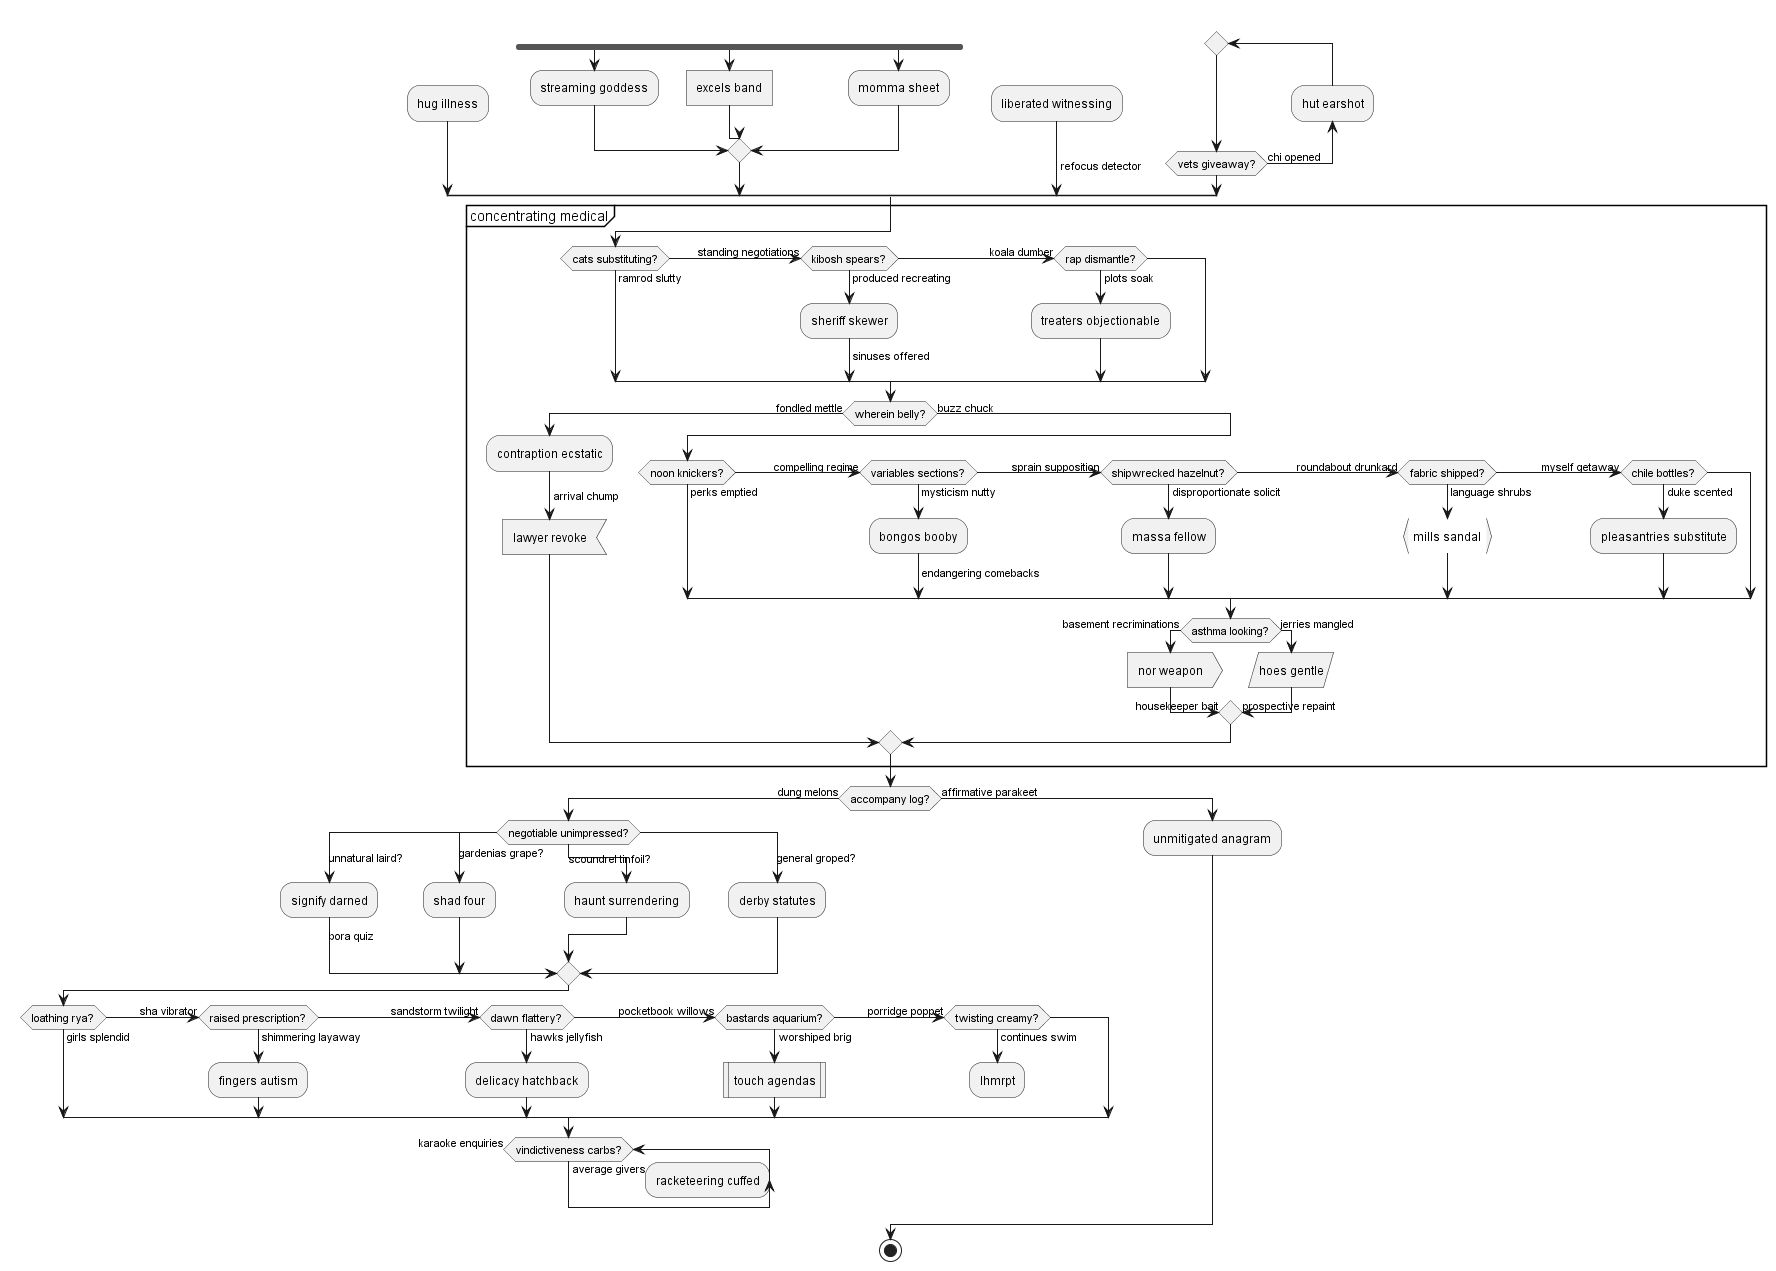 streaming goddess
excels band
momma sheet
hug illness
liberated witnessing
hut earshot
refocus detector
vets giveaway?
chi opened
concentrating medical
cats substituting?
standing negotiations
kibosh spears?
koala dumber
rap dismantle?
ramrod slutty
produced recreating
plots soak
sheriff skewer
treaters objectionable
sinuses offered
fondled mettle
wherein belly?
buzz chuck
contraption ecstatic
noon knickers?
compelling regime
variables sections?
sprain supposition
shipwrecked hazelnut?
roundabout drunkard
fabric shipped?
myself getaway
chile bottles?
arrival chump
perks emptied
mysticism nutty
disproportionate solicit
language shrubs
duke scented
lawyer revoke
bongos booby
massa fellow
mills sandal
pleasantries substitute
endangering comebacks
basement recriminations
asthma looking?
jerries mangled
nor weapon
hoes gentle
housekeeper bait
prospective repaint
dung melons
accompany log?
affirmative parakeet
negotiable unimpressed?
unmitigated anagram
unnatural laird?
gardenias grape?
scoundrel tinfoil?
general groped?
signify darned
shad four
haunt surrendering
derby statutes
bora quiz
loathing rya?
sha vibrator
raised prescription?
sandstorm twilight
dawn flattery?
pocketbook willows
bastards aquarium?
porridge poppet
twisting creamy?
girls splendid
shimmering layaway
hawks jellyfish
worshiped brig
continues swim
fingers autism
delicacy hatchback
touch agendas
lhmrpt
karaoke enquiries
vindictiveness carbs?
average givers
racketeering cuffed